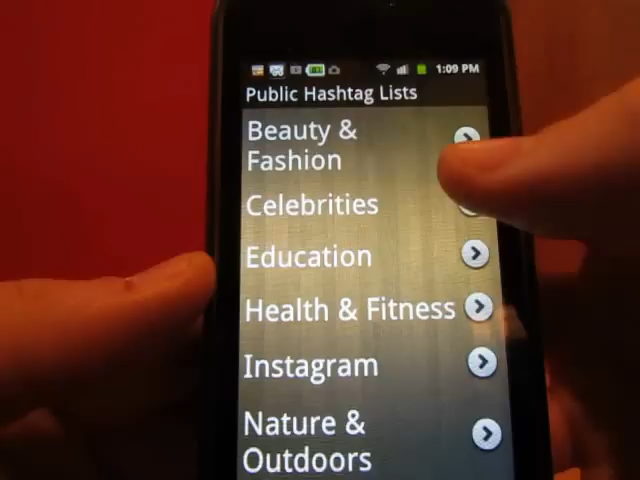 1:09 PM
Public Hashtag Lists
Beauty &
Fashion
Celebrities
Education
Health & Fitness
Instagram
Nature &
Outdoors